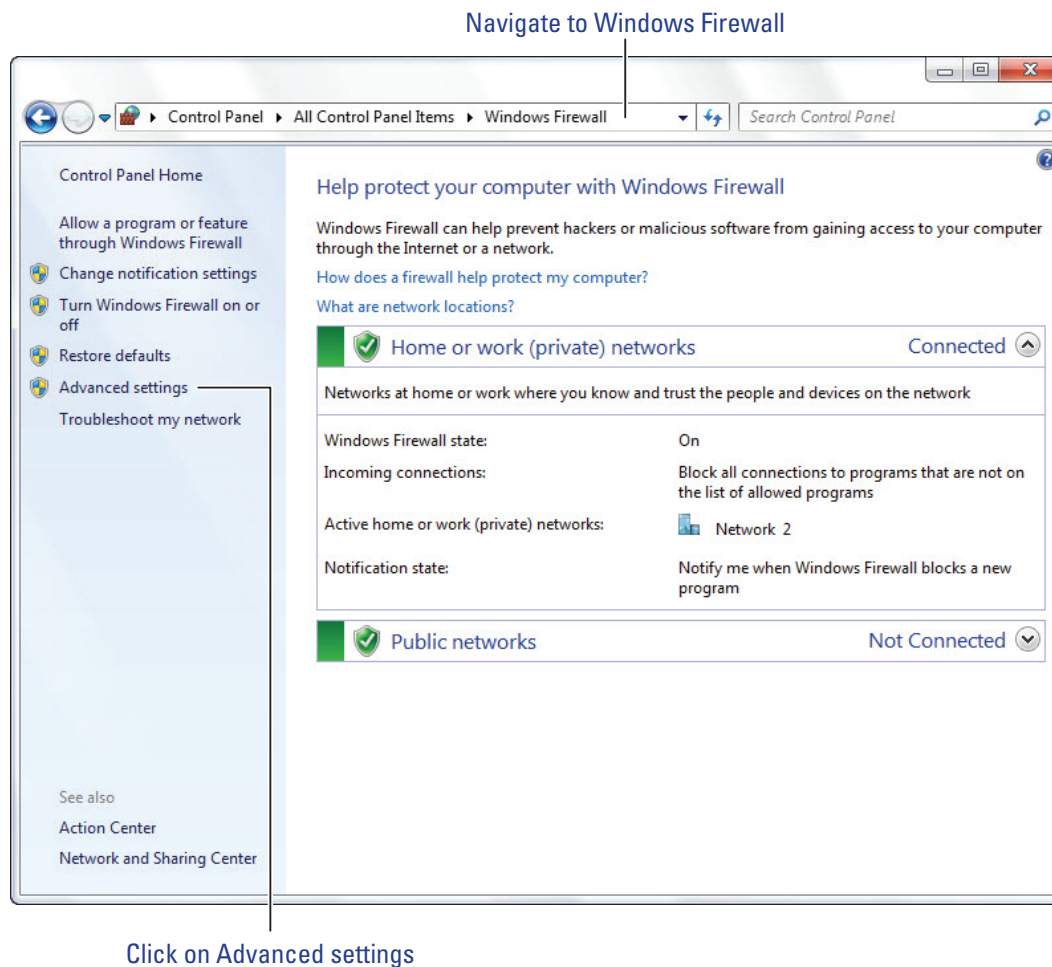 Navigate to Windows Firewall
Control Panel
All Control Panel Items
Windows Firewall
Search Control Panel
Control Panel Home
Allow a program or feature
through Windows Firewall
Change notification settings
Turn Windows Firewall on or
off
Restore defaults
Advanced settings
Troubleshoot my network
See also
Action Center
Network and Sharing Center
Help protect your computer with Windows Firewall
Windows Firewall can help prevent hackers or malicious software from gaining access to your computer
through the Internet or a network.
How does a firewall help protect my computer?
What are network locations?
Home or work (private) networks
Connected
Networks at home or work where you know and trust the people and devices on the network
Windows Firewall state:
On
Incoming connections:
Block all connections to programs that are not on
the list of allowed programs
Active home or work (private) networks:
Network 2
Notification state:
Notify me when Windows Firewall blocks a new
program
Public networks
Not Connected
Click on Advanced settings